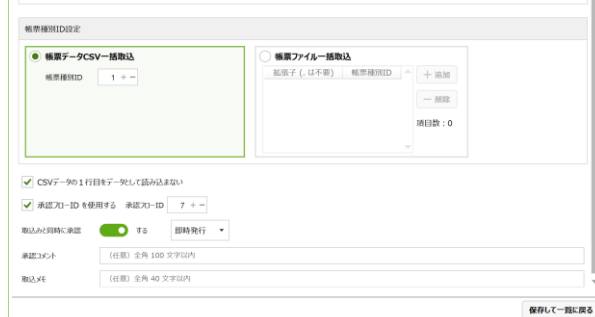 帳票種別ID設定
帳票データCSV一括取込
帳票種別ID 1 + −
帳票ファイル一括取込
拡張子 (. は不要) 帳票種別ID
＋ 追加
− 削除
項目数：0
CSVデータの1行目をデータとして読み込まない
承認フローID を使用する 承認フローID 7 + −
取込みと同時に承認 する 即時発行
承認コメント （任意）全角 100 文字以内
取込メモ （任意）全角 40 文字以内
保存して一覧に戻る